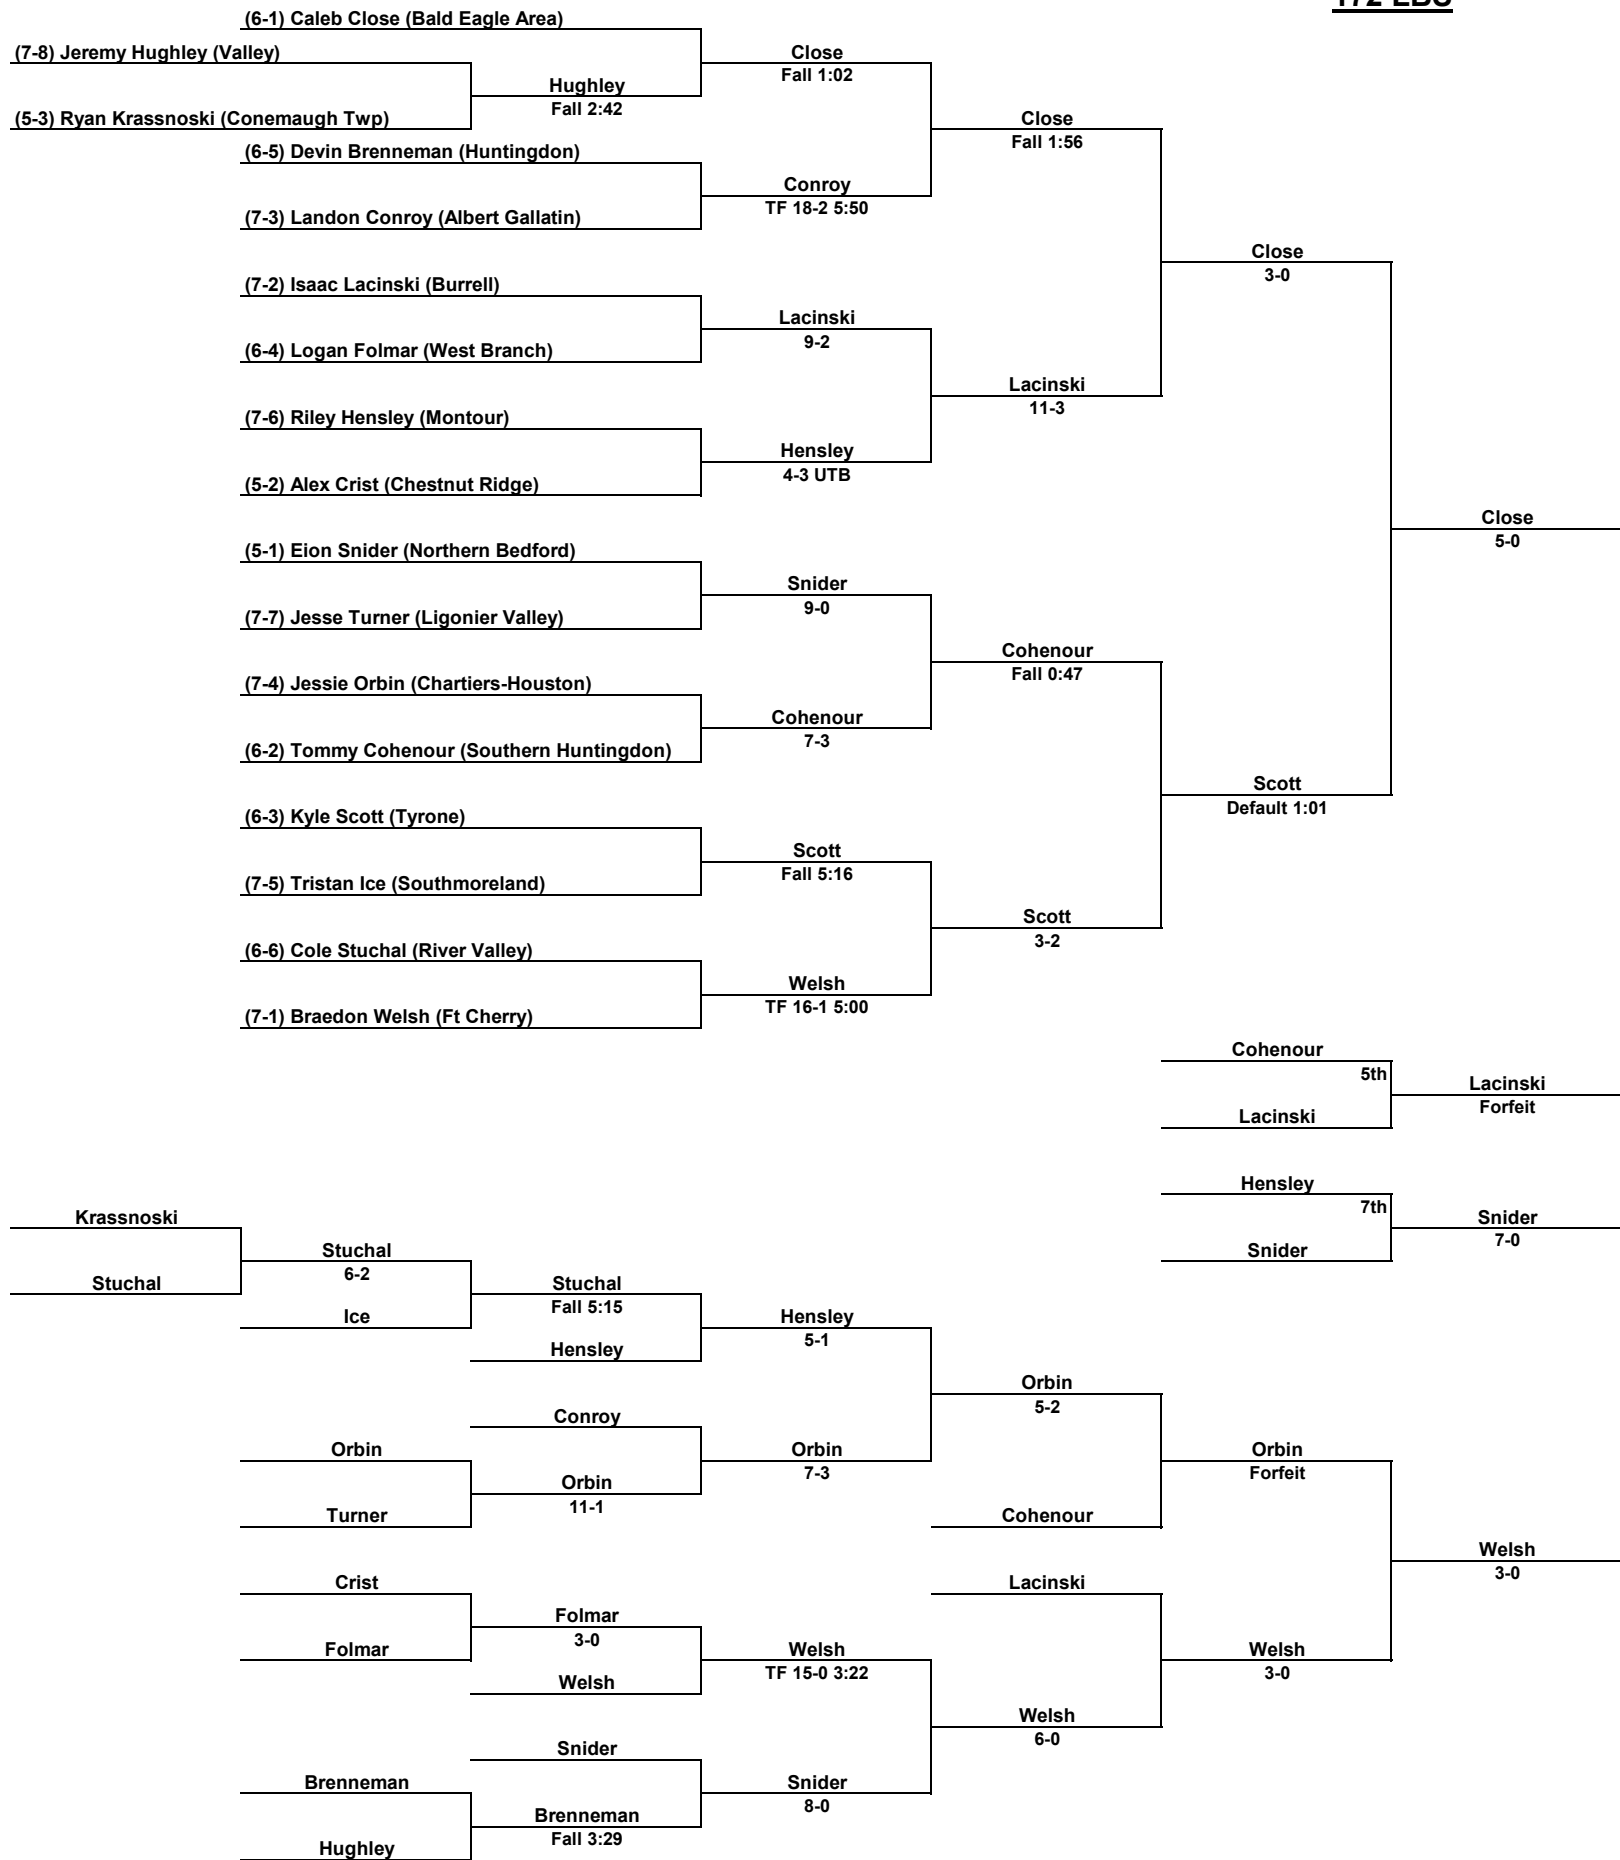 172 LBS
(6-1) Caleb Close (Bald Eagle Area)
(7-8) Jeremy Hughley (Valley)
Close
Fall 1:02
Hughley
Fall 2:42
(5-3) Ryan Krassnoski (Conemaugh Twp)
Close
Fall 1:56
(6-5) Devin Brenneman (Huntingdon)
Conroy
TF 18-2 5:50
(7-3) Landon Conroy (Albert Gallatin)
Close
3-0
(7-2) Isaac Lacinski (Burrell)
Lacinski
9-2
(6-4) Logan Folmar (West Branch)
Lacinski
11-3
(7-6) Riley Hensley (Montour)
Hensley
4-3 UTB
(5-2) Alex Crist (Chestnut Ridge)
Close
5-0
(5-1) Eion Snider (Northern Bedford)
Snider
9-0
(7-7) Jesse Turner (Ligonier Valley)
Cohenour
Fall 0:47
(7-4) Jessie Orbin (Chartiers-Houston)
Cohenour
7-3
(6-2) Tommy Cohenour (Southern Huntingdon)
Scott
Default 1:01
(6-3) Kyle Scott (Tyrone)
Scott
Fall 5:16
(7-5) Tristan Ice (Southmoreland)
Scott
3-2
(6-6) Cole Stuchal (River Valley)
Welsh
TF 16-1 5:00
(7-1) Braedon Welsh (Ft Cherry)
Cohenour
5th
Lacinski
Forfeit
Lacinski
Hensley
7th
Snider
7-0
Snider
Krassnoski
Stuchal
6-2
Stuchal
Stuchal
Fall 5:15
Ice
Hensley
5-1
Hensley
Orbin
5-2
Conroy
Orbin
Orbin
7-3
Orbin
Forfeit
Orbin
11-1
Turner
Cohenour
Welsh
3-0
Crist
Lacinski
Folmar
3-0
Folmar
Welsh
TF 15-0 3:22
Welsh
3-0
Welsh
Welsh
6-0
Snider
Brenneman
Snider
8-0
Brenneman
Fall 3:29
Hughley